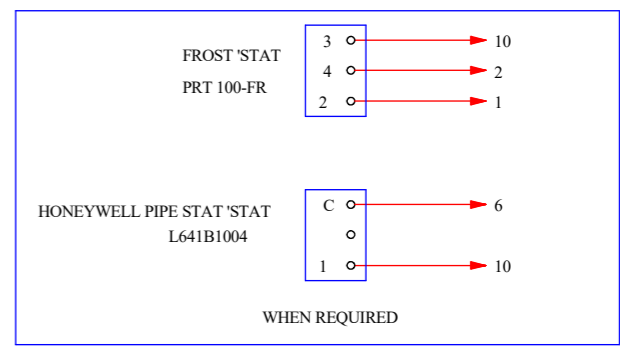 FROST 'STAT
PRT 100-FR
3 10
4 2
2 1
HONEYWELL PIPE STAT 'STAT
L641B1004
C 6
1 10
WHEN REQUIRED